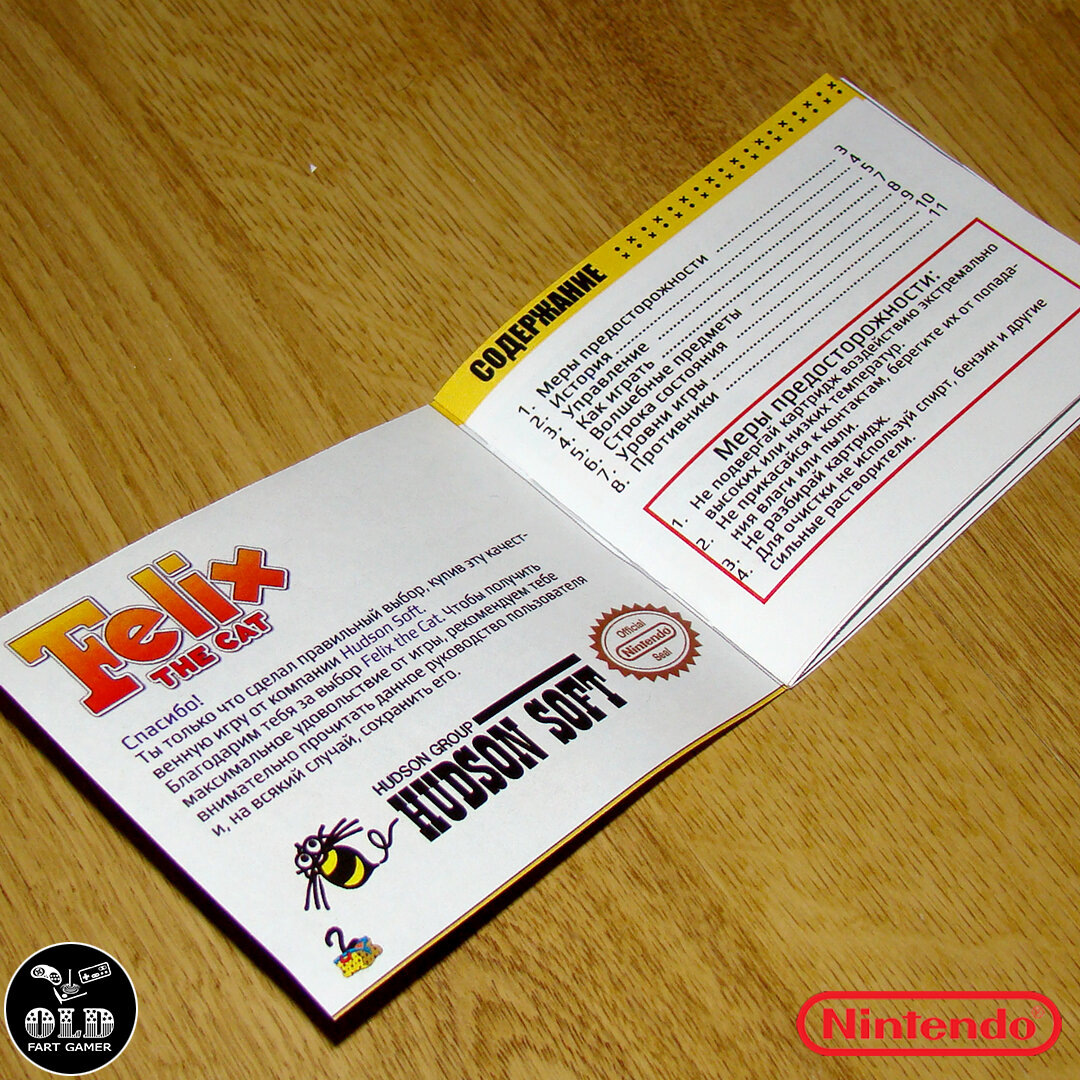 Felix
THE CAT
Спасибо!
Ты только что сделал правильный выбор, купив эту качест-
венную игру от компании Hudson Soft.
Благодарим тебя за выбор Felix the Cat. Чтобы получить
максимальное удовольствие от игры, рекомендуем тебе
внимательно прочитать данное руководство пользователя
и, на всякий случай, сохранить его.
HUDSON GROUP
HUDSON SOFT
Official
Nintendo
Seal
2
СОДЕРЖАНИЕ
1. Меры предосторожности 3
2. История 4
3. Управление 5
4. Как играть 7
5. Волшебные предметы 8
6. Строка состояния 9
7. Уровни игры 10
8. Противники 11
Меры предосторожности:
1. Не подвергай картридж воздействию экстремально
высоких или низких температур.
2. Не прикасайся к контактам, берегите их от попада-
ния влаги или пыли.
3. Не разбирай картридж.
4. Для очистки не используй спирт, бензин и другие
сильные растворители.
OLD
FART GAMER
Nintendo®